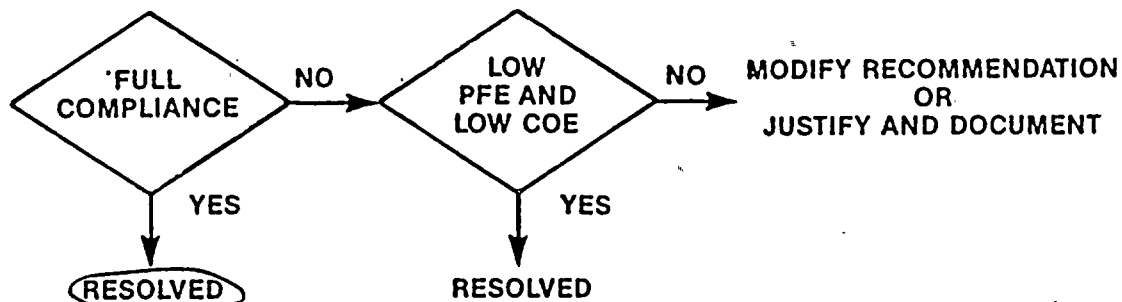 FULL
COMPLIANCE
NO
YES
RESOLVED
LOW
PFE AND
LOW COE
NO
YES
RESOLVED
MODIFY RECOMMENDATION
OR
JUSTIFY AND DOCUMENT